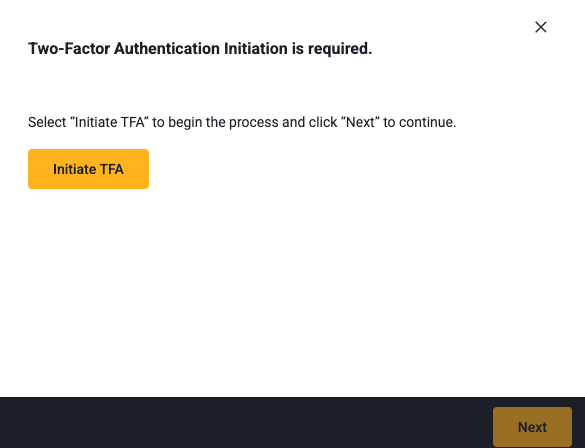 Two-Factor Authentication Initiation is required.
Select “Initiate TFA” to begin the process and click “Next” to continue.
Initiate TFA
Next